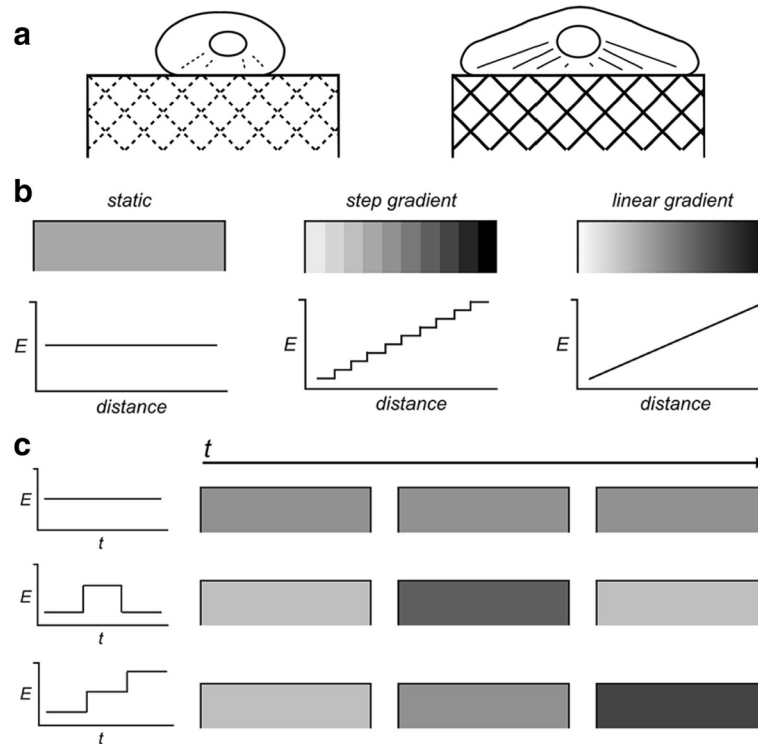 a
b
static
step gradient
linear gradient
E
distance
E
distance
E
distance
c
t
E
t
E
t
E
t